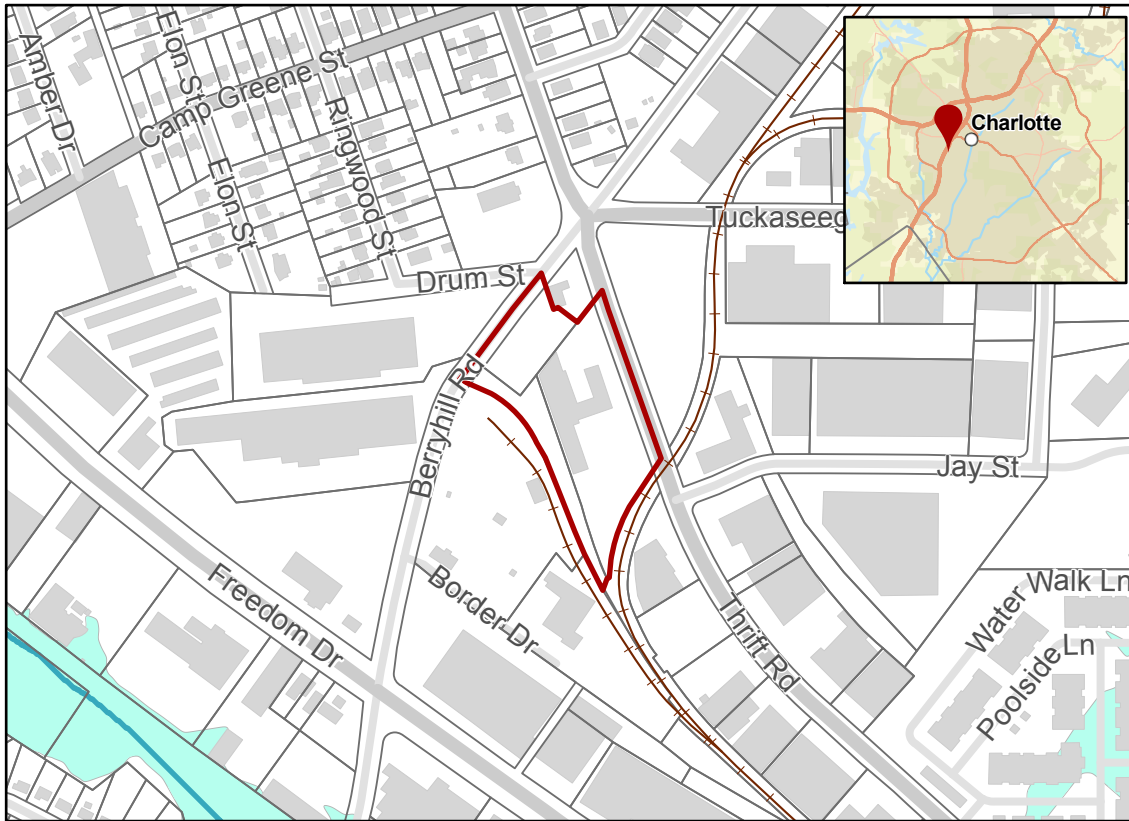 Amber Dr
Elon St
Camp Greene St
Ringwood St
Elon St
Charlotte
Tuckaseeg
Drum St
Berryhill Rd
Jay St
Freedom Dr
Border Dr
Thrift Rd
Water Walk Ln
Poolside Ln